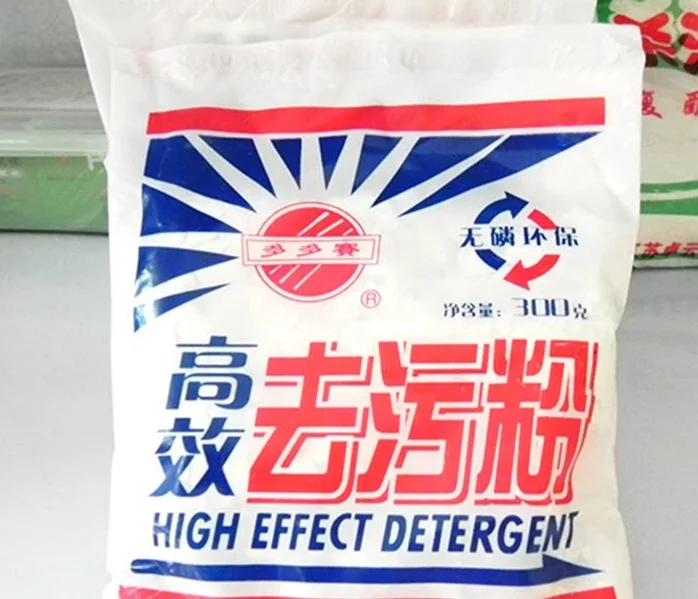 多多赛
®
无磷环保
净含量：300克
高效
去污粉
HIGH EFFECT DETERGENT